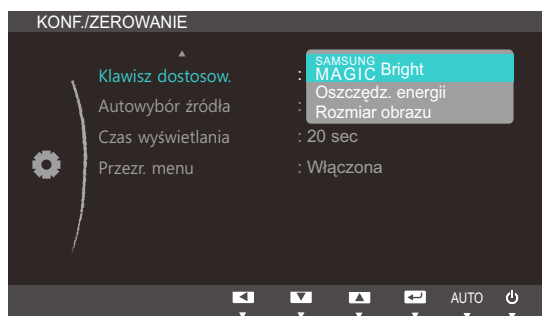 KONF./ZEROWANIE
Klawisz dostosow. : SAMSUNG MAGIC Bright
Oszczędz. energii
Autowybór źródła :
Rozmiar obrazu
Czas wyświetlania : 20 sec
Przezr. menu : Włączona
AUTO